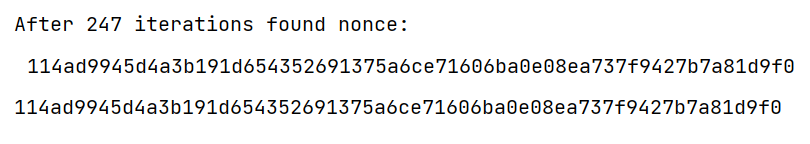 After 247 iterations found nonce:
114ad9945d4a3b191d654352691375a6ce71606ba0e08ea737f9427b7a81d9f0
114ad9945d4a3b191d654352691375a6ce71606ba0e08ea737f9427b7a81d9f0